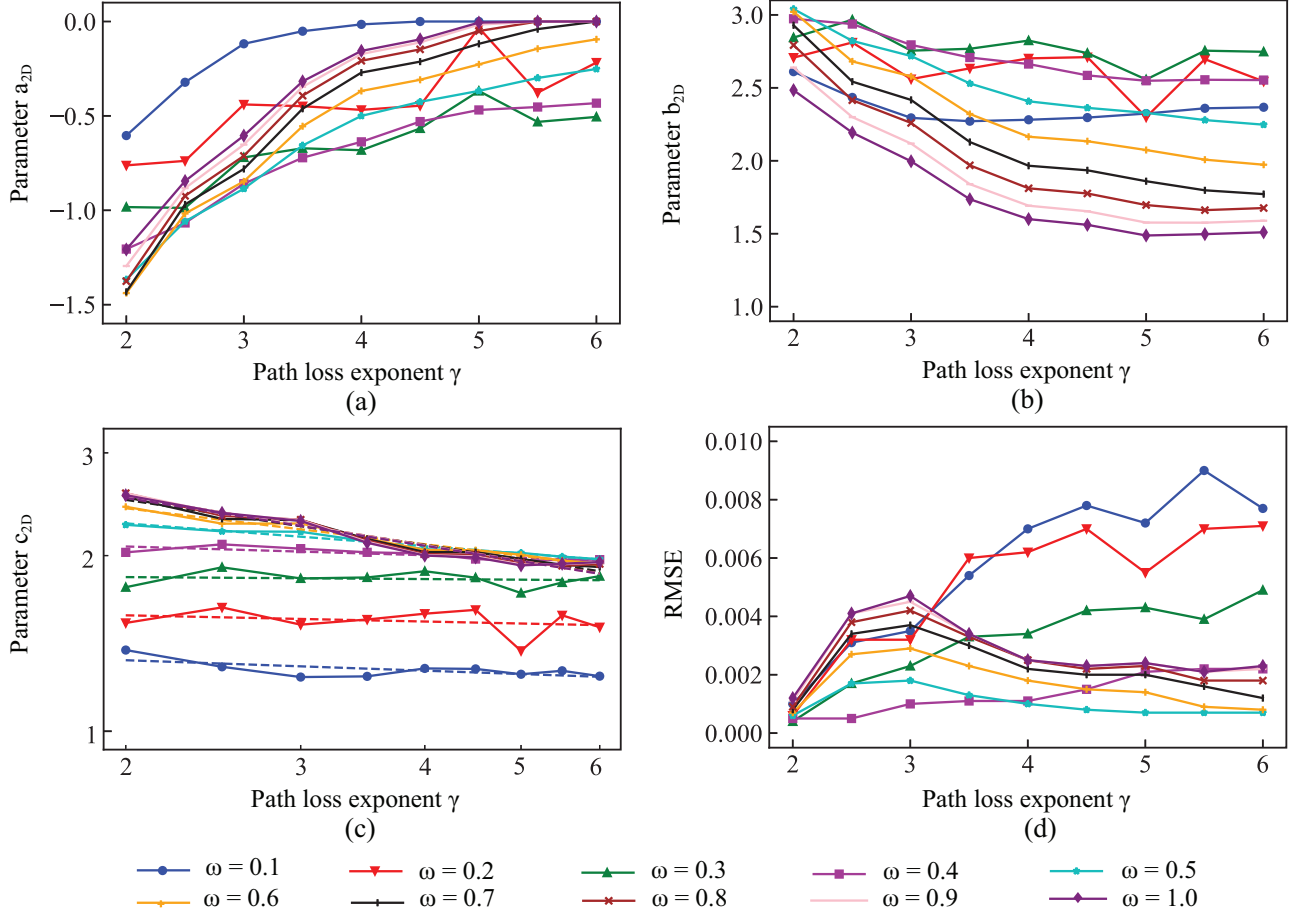 0.0
−0.5
−1.0
−1.5
Parameter a2D
2 3 4 5 6
Path loss exponent γ
(a)
3.0
2.5
2.0
1.5
1.0
Parameter b2D
2 3 4 5 6
Path loss exponent γ
(b)
3
2
1
Parameter c2D
2 3 4 5 6
Path loss exponent γ
(c)
0.010
0.008
0.006
0.004
0.002
0.000
RMSE
2 3 4 5 6
Path loss exponent γ
(d)
ω = 0.1 ω = 0.2 ω = 0.3 ω = 0.4 ω = 0.5
ω = 0.6 ω = 0.7 ω = 0.8 ω = 0.9 ω = 1.0